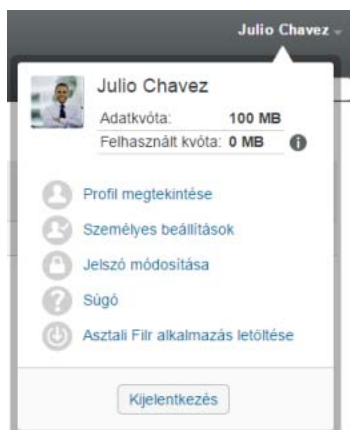 Julio Chavez
Julio Chavez
Adatkvóta: 100 MB
Felhasznált kvóta: 0 MB
Profil megtekintése
Személyes beállítások
Jelszó módosítása
Súgó
Asztali Filr alkalmazás letöltése
Kijelentkezés